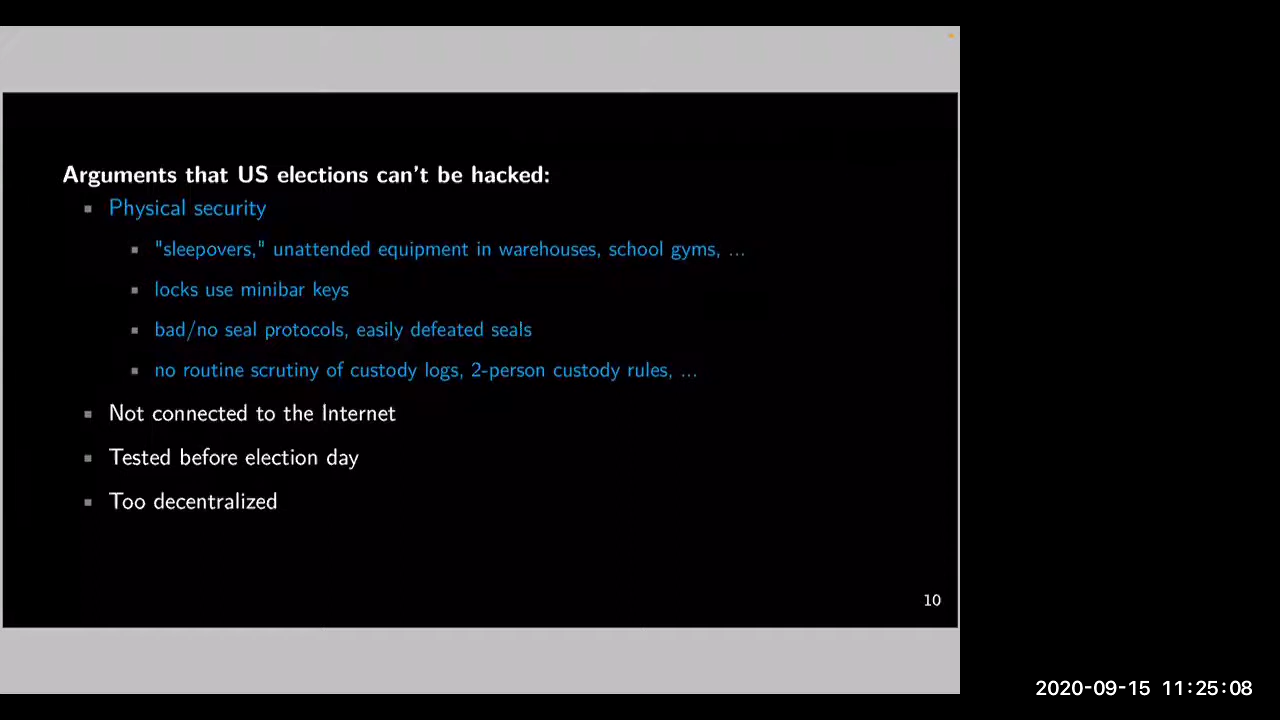 Arguments that US elections can't be hacked:
Physical security
"sleepovers," unattended equipment in warehouses, school gyms, ...
locks use minibar keys
bad/no seal protocols, easily defeated seals
no routine scrutiny of custody logs, 2-person custody rules, ...
Not connected to the Internet
Tested before election day
Too decentralized
10
2020-09-15 11:25:08